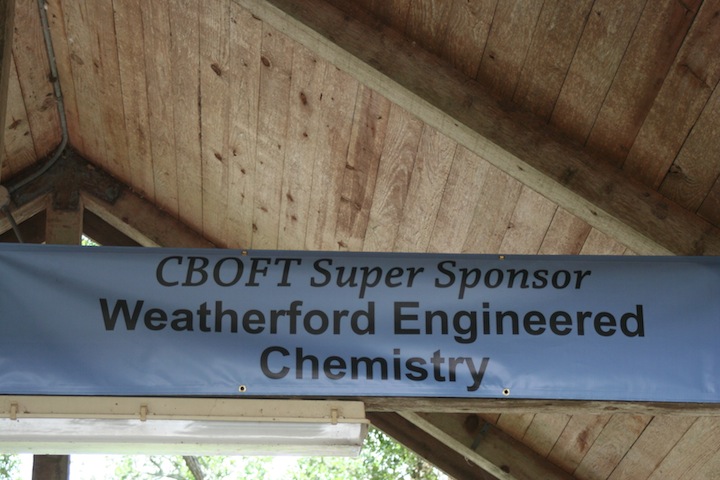 CBOFT Super Sponsor
Weatherford Engineered
Chemistry